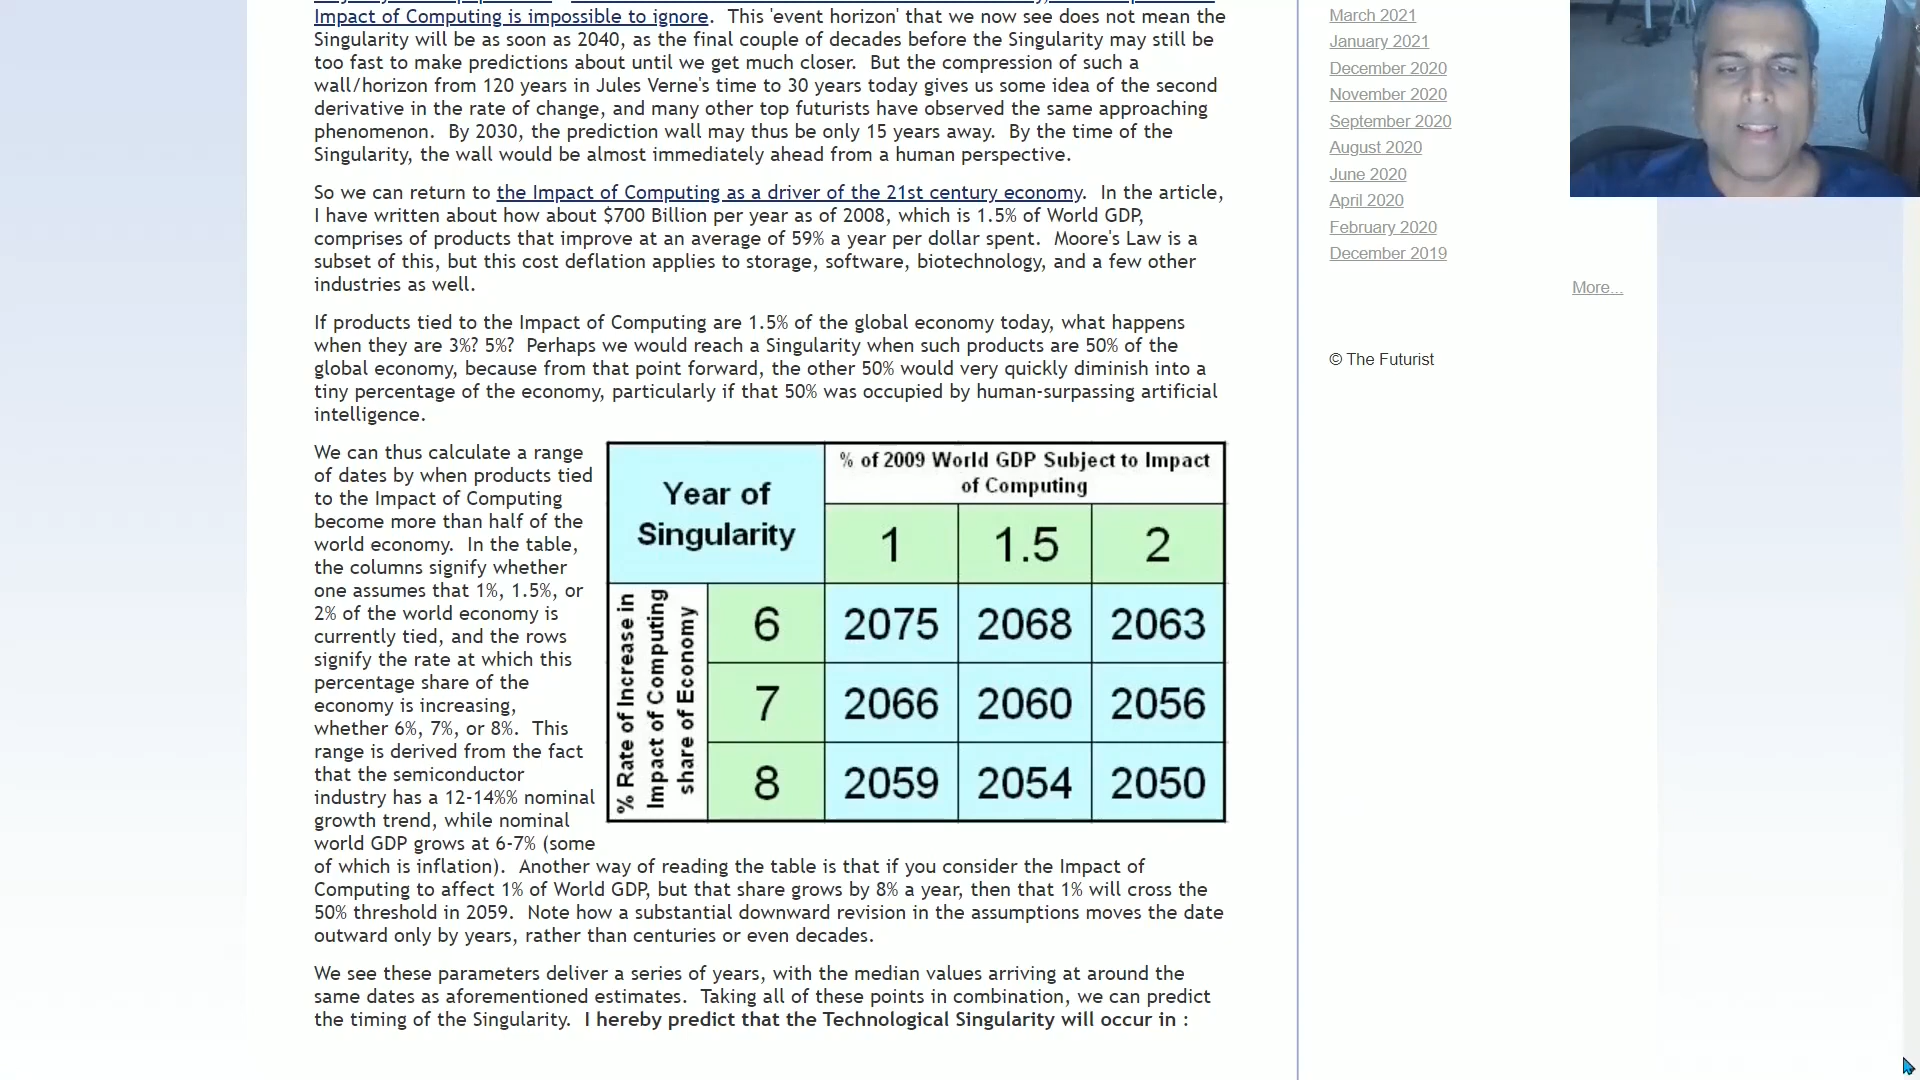 Impact of Computing is impossible to ignore.  This 'event horizon' that we now see does not mean the
Singularity will be as soon as 2040, as the final couple of decades before the Singularity may still be
too fast to make predictions about until we get much closer.  But the compression of such a
wall/horizon from 120 years in Jules Verne's time to 30 years today gives us some idea of the second
derivative in the rate of change, and many other top futurists have observed the same approaching
phenomenon.  By 2030, the prediction wall may thus be only 15 years away.  By the time of the
Singularity, the wall would be almost immediately ahead from a human perspective.
So we can return to the Impact of Computing as a driver of the 21st century economy.  In the article,
I have written about how about $700 Billion per year as of 2008, which is 1.5% of World GDP,
comprises of products that improve at an average of 59% a year per dollar spent.  Moore's Law is a
subset of this, but this cost deflation applies to storage, software, biotechnology, and a few other
industries as well.
If products tied to the Impact of Computing are 1.5% of the global economy today, what happens
when they are 3%? 5%?  Perhaps we would reach a Singularity when such products are 50% of the
global economy, because from that point forward, the other 50% would very quickly diminish into a
tiny percentage of the economy, particularly if that 50% was occupied by human-surpassing artificial
intelligence.
We can thus calculate a range
of dates by when products tied
to the Impact of Computing
become more than half of the
world economy.  In the table,
the columns signify whether
one assumes that 1%, 1.5%, or
2% of the world economy is
currently tied, and the rows
signify the rate at which this
percentage share of the
economy is increasing,
whether 6%, 7%, or 8%.  This
range is derived from the fact
that the semiconductor
industry has a 12-14%% nominal
growth trend, while nominal
world GDP grows at 6-7% (some
of which is inflation).  Another way of reading the table is that if you consider the Impact of
Computing to affect 1% of World GDP, but that share grows by 8% a year, then that 1% will cross the
50% threshold in 2059.  Note how a substantial downward revision in the assumptions moves the date
outward only by years, rather than centuries or even decades.
We see these parameters deliver a series of years, with the median values arriving at around the
same dates as aforementioned estimates.  Taking all of these points in combination, we can predict
the timing of the Singularity.  I hereby predict that the Technological Singularity will occur in :
Year of
Singularity
% of 2009 World GDP Subject to Impact
of Computing
1 1.5 2
% Rate of Increase in
Impact of Computing
share of Economy
6 2075 2068 2063
7 2066 2060 2056
8 2059 2054 2050
March 2021
January 2021
December 2020
November 2020
September 2020
August 2020
June 2020
April 2020
February 2020
December 2019
More...
© The Futurist